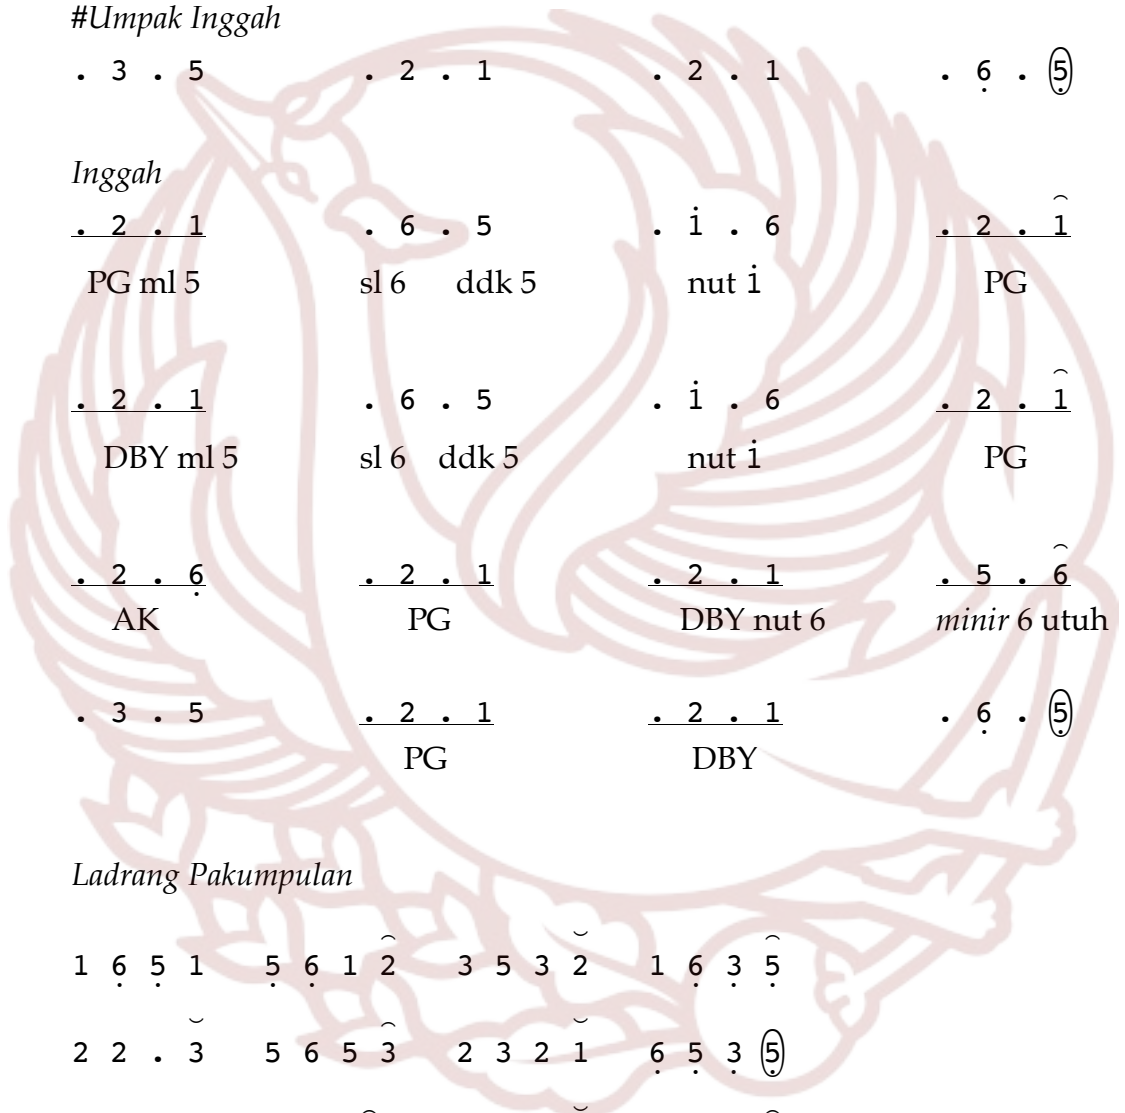 #Umpak Inggah
. 3 . 5 . 2 . 1 . 2 . 1 . 6̣ . 5̣
Inggah
. 2 . 1 . 6 . 5 . i̇ . 6 . 2 . 1
PG ml 5 sl 6 ddk 5 nut i PG
. 2 . 1 . 6 . 5 . i̇ . 6 . 2 . 1
DBY ml 5 sl 6 ddk 5 nut i PG
. 2 . 6̣ . 2 . 1 . 2 . 1 . 5 . 6̣
AK PG DBY nut 6 minir 6 utuh
. 3 . 5 . 2 . 1 . 2 . 1 . 6̣ . 5̣
PG DBY
Ladrang Pakumpulan
1 6̣ 5̣ 1 5̣ 6̣ 1 2 3 5 3 2 1 6̣ 3̣ 5̣
2 2 . 3 5 6 5 3 2 3 2 1 6̣ 5̣ 3̣ 5̣